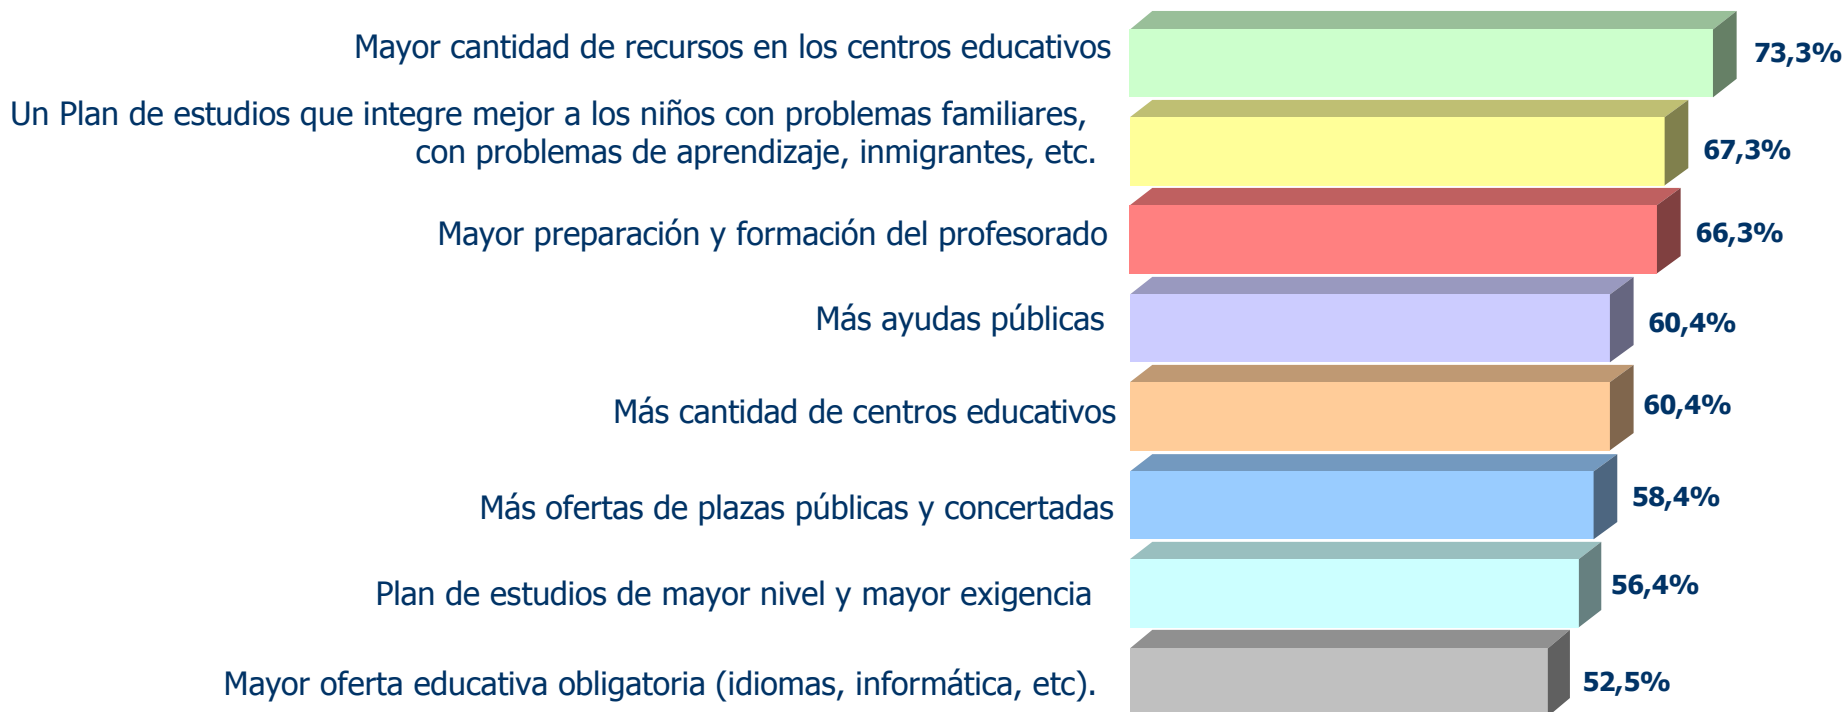 Mayor cantidad de recursos en los centros educativos
73,3%
Un Plan de estudios que integre mejor a los niños con problemas familiares,
con problemas de aprendizaje, inmigrantes, etc.
67,3%
Mayor preparación y formación del profesorado
66,3%
Más ayudas públicas
60,4%
Más cantidad de centros educativos
60,4%
Más ofertas de plazas públicas y concertadas
58,4%
Plan de estudios de mayor nivel y mayor exigencia
56,4%
Mayor oferta educativa obligatoria (idiomas, informática, etc).
52,5%